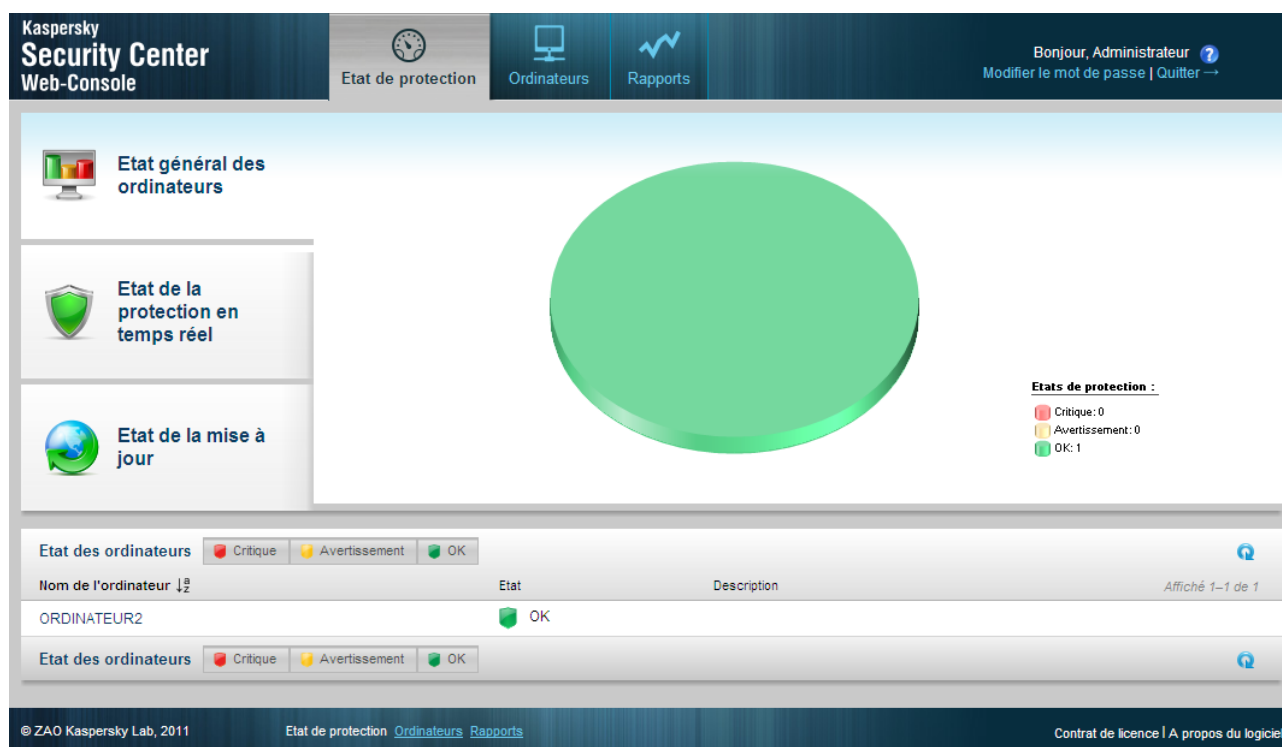 Kaspersky
Security Center
Web-Console
Etat de protection
Ordinateurs
Rapports
Bonjour, Administrateur ?
Modifier le mot de passe | Quitter →
Etat général des
ordinateurs
Etat de la
protection en
temps réel
Etat de la mise à
jour
Etats de protection :
Critique: 0
Avertissement: 0
OK: 1
Etat des ordinateurs Critique Avertissement OK
Nom de l'ordinateur ↓a z Etat Description Affiché 1–1 de 1
ORDINATEUR2 OK
Etat des ordinateurs Critique Avertissement OK
© ZAO Kaspersky Lab, 2011 Etat de protection Ordinateurs Rapports Contrat de licence | A propos du logicie